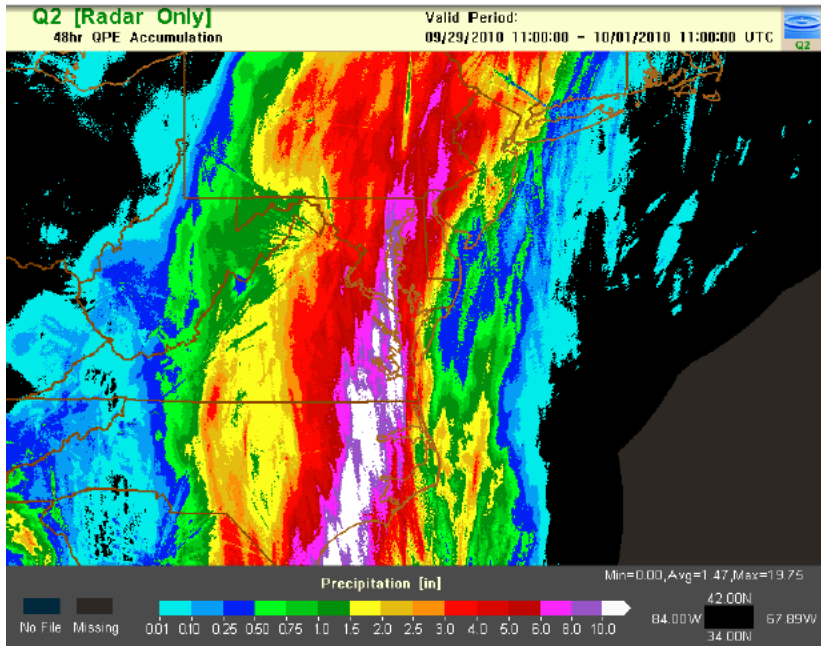 Q2 [Radar Only]
48hr QPE Accumulation
Valid Period:
09/29/2010 11:00:00 - 10/01/2010 11:00:00 UTC
Q2
Precipitation [in]
Min=0.00,Avg=1.47,Max=19.75
No File
Missing
0.01 0.10 0.25 0.50 0.75 1.0 1.5 2.0 2.5 3.0 4.0 5.0 6.0 8.0 10.0
42.00N
84.00W
67.89W
34.00N